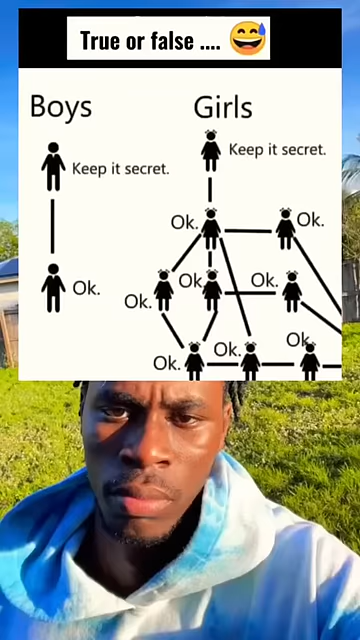 True or false .... 😅
Boys
Girls
Keep it secret.
Keep it secret.
Ok.
Ok.
Ok.
Ok.
Ok.
Ok.
Ok.
Ok.
Ok.